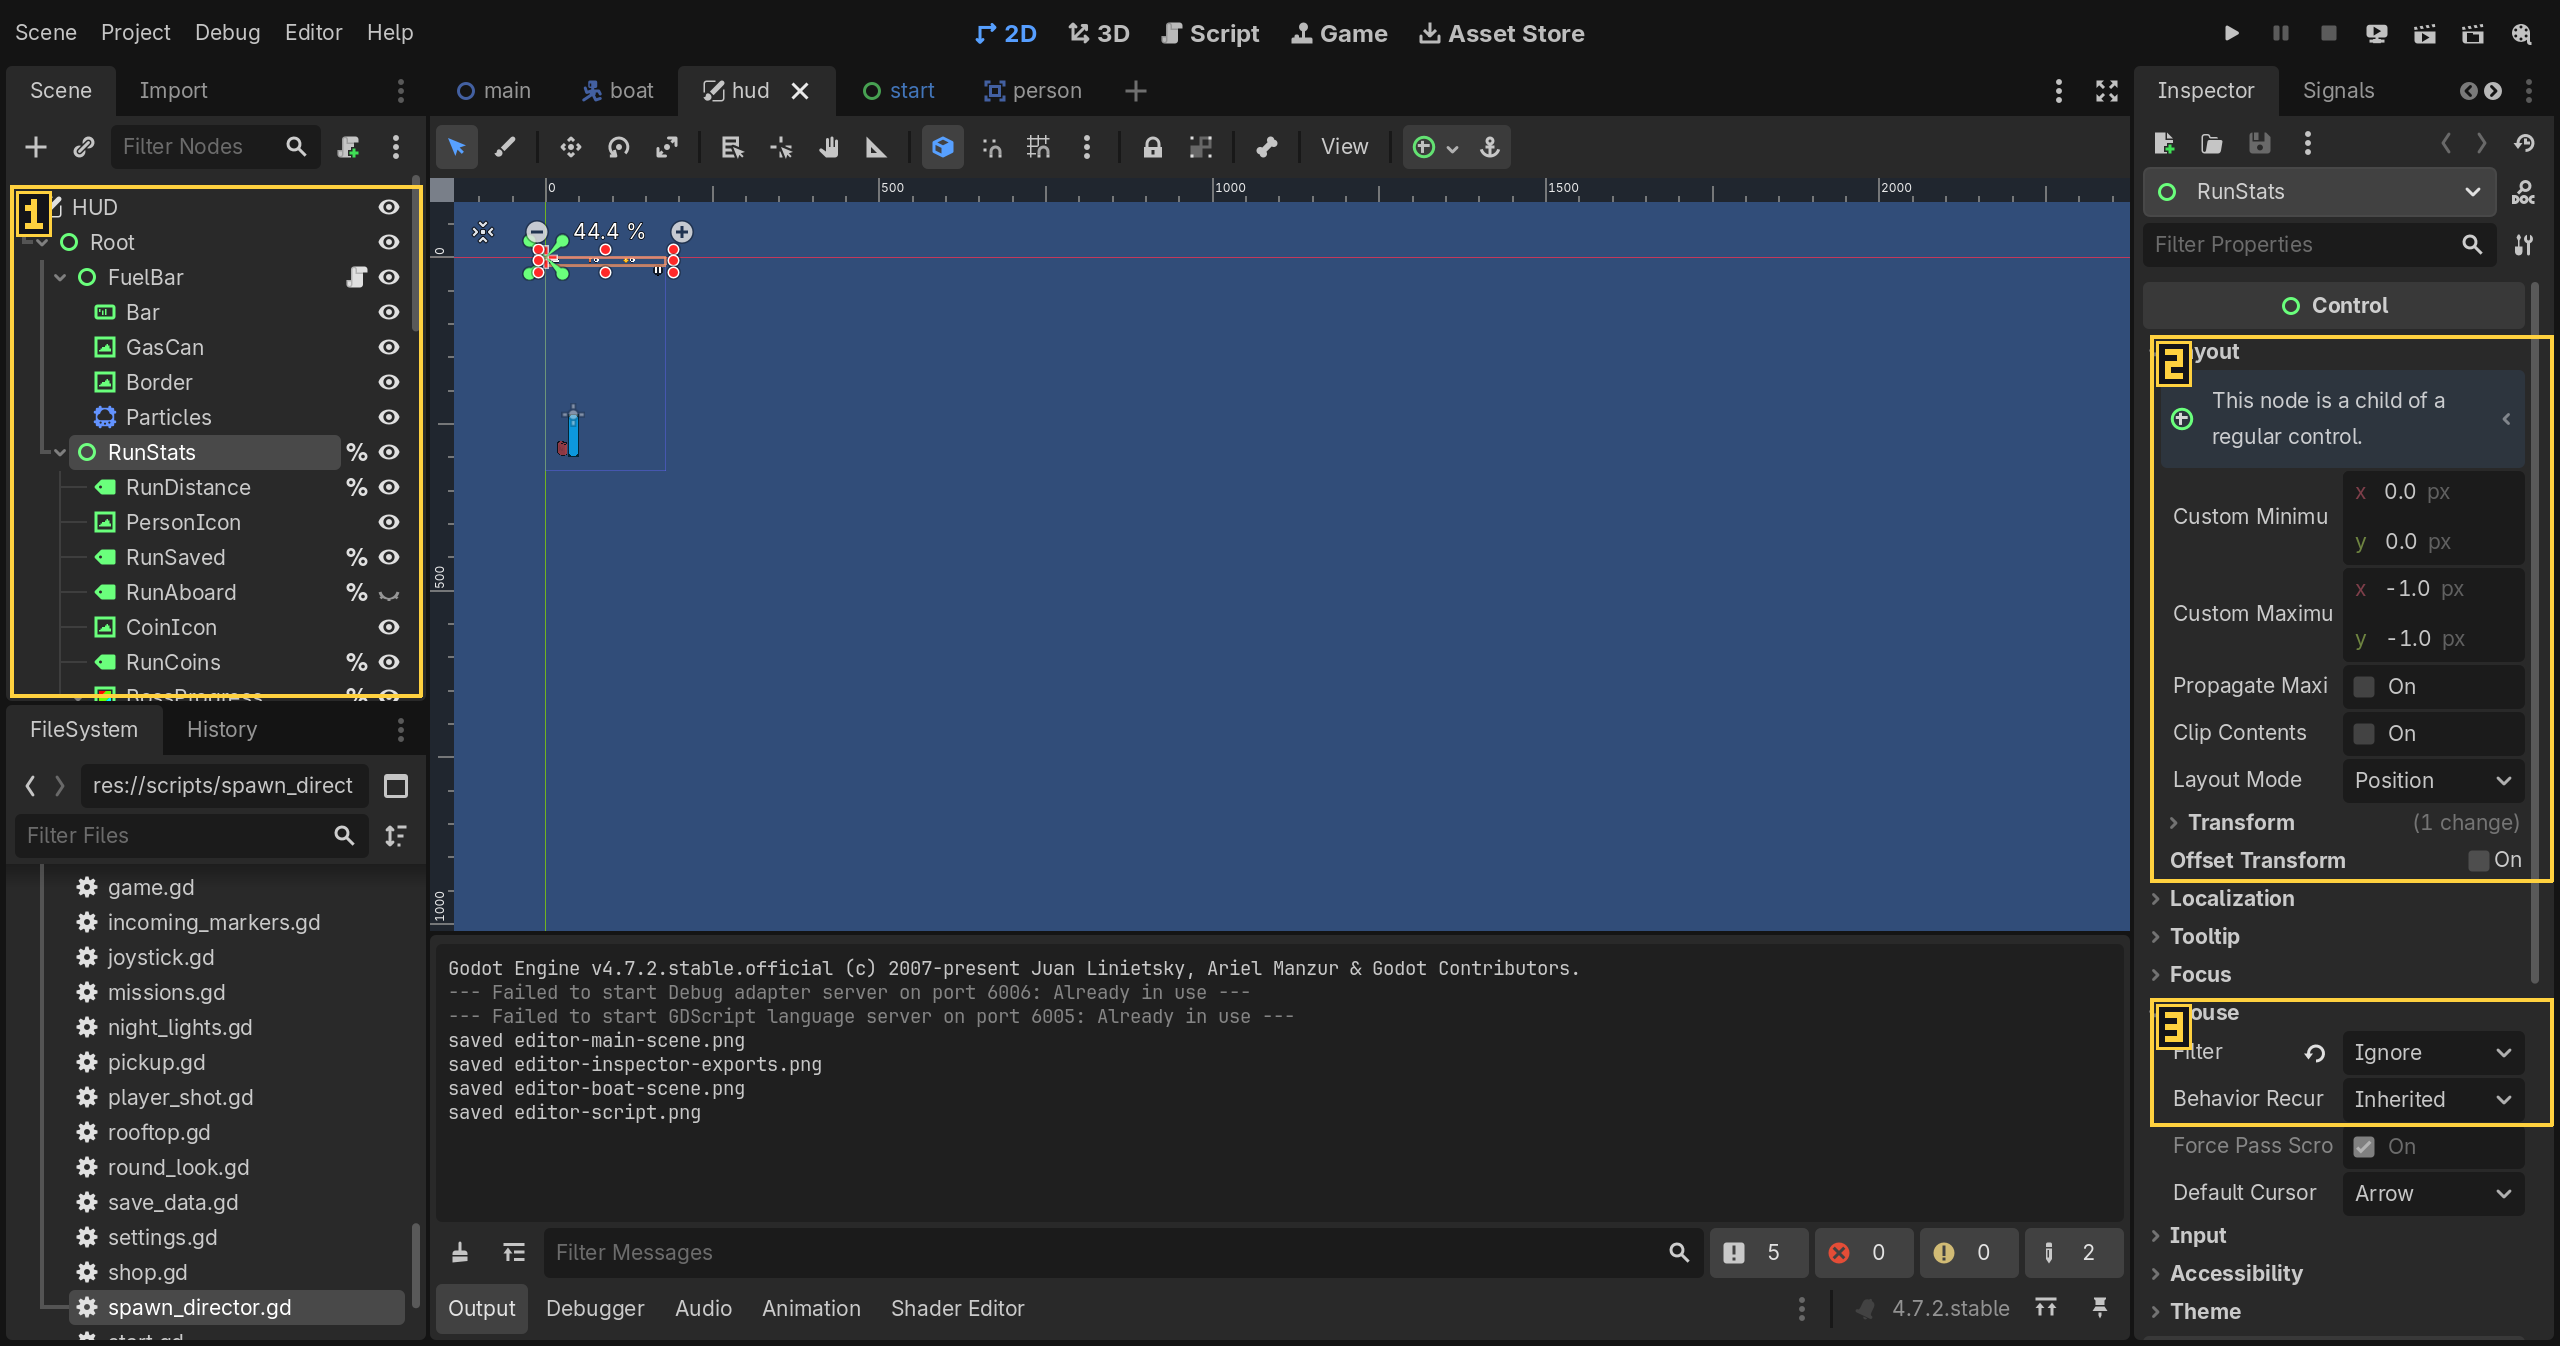 Scene Project Debug Editor Help
2D 3D Script Game Asset Store
Scene Import
Filter Nodes
1
HUD
Root
FuelBar
Bar
GasCan
Border
Particles
RunStats %
RunDistance %
PersonIcon
RunSaved %
RunAboard %
CoinIcon
RunCoins %
BossProgress %
FileSystem History
res://scripts/spawn_direct
Filter Files
game.gd
incoming_markers.gd
joystick.gd
missions.gd
night_lights.gd
pickup.gd
player_shot.gd
rooftop.gd
round_look.gd
save_data.gd
settings.gd
shop.gd
spawn_director.gd
start.gd
main boat hud start person
View
0 500 1000 1500 2000
0
500
1000
44.4 %
Godot Engine v4.7.2.stable.official (c) 2007-present Juan Linietsky, Ariel Manzur & Godot Contributors.
--- Failed to start Debug adapter server on port 6006: Already in use ---
--- Failed to start GDScript language server on port 6005: Already in use ---
saved editor-main-scene.png
saved editor-inspector-exports.png
saved editor-boat-scene.png
saved editor-script.png
Filter Messages 5 0 0 2
Output Debugger Audio Animation Shader Editor 4.7.2.stable
Inspector Signals
RunStats DOC
Filter Properties
Control
2
yout
This node is a child of a
regular control.
Custom Minimu x 0.0 px
y 0.0 px
Custom Maximu x -1.0 px
y -1.0 px
Propagate Maxi On
Clip Contents On
Layout Mode Position
Transform (1 change)
Offset Transform On
Localization
Tooltip
Focus
3
ouse
Filter Ignore
Behavior Recur Inherited
Force Pass Scro On
Default Cursor Arrow
Input
Accessibility
Theme